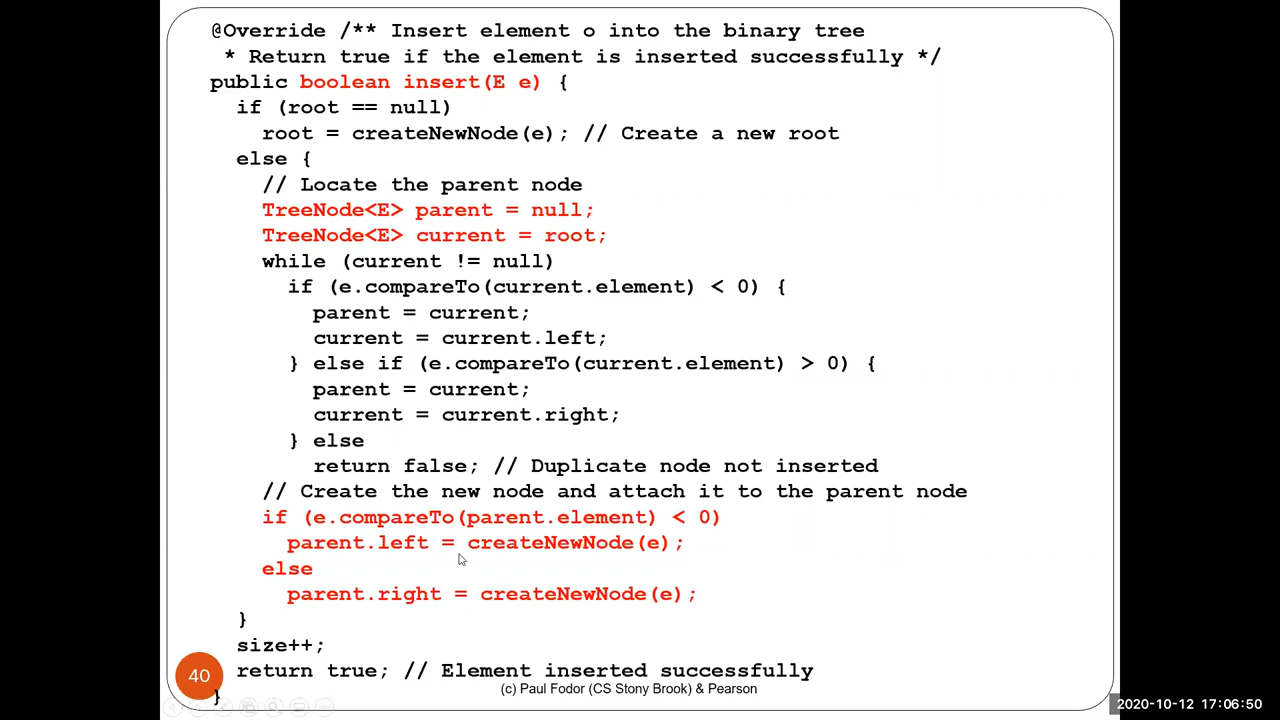 @Override /** Insert element o into the binary tree
 * Return true if the element is inserted successfully */
public boolean insert(E e) {
  if (root == null)
    root = createNewNode(e); // Create a new root
  else {
    // Locate the parent node
    TreeNode<E> parent = null;
    TreeNode<E> current = root;
    while (current != null)
      if (e.compareTo(current.element) < 0) {
        parent = current;
        current = current.left;
      } else if (e.compareTo(current.element) > 0) {
        parent = current;
        current = current.right;
      } else
        return false; // Duplicate node not inserted
    // Create the new node and attach it to the parent node
    if (e.compareTo(parent.element) < 0)
      parent.left = createNewNode(e);
    else
      parent.right = createNewNode(e);
  }
  size++;
  return true; // Element inserted successfully
}
40
(c) Paul Fodor (CS Stony Brook) & Pearson
2020-10-12 17:06:50